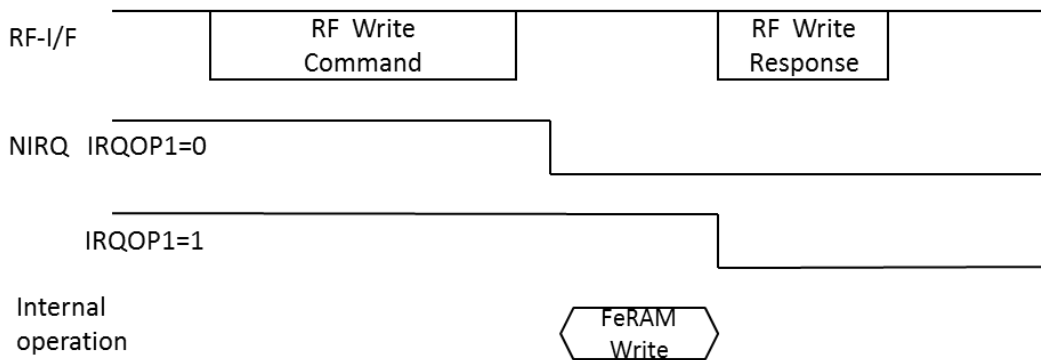 RF-I/F
RF Write
Command
RF Write
Response
NIRQ IRQOP1=0
IRQOP1=1
Internal
operation
FeRAM
Write